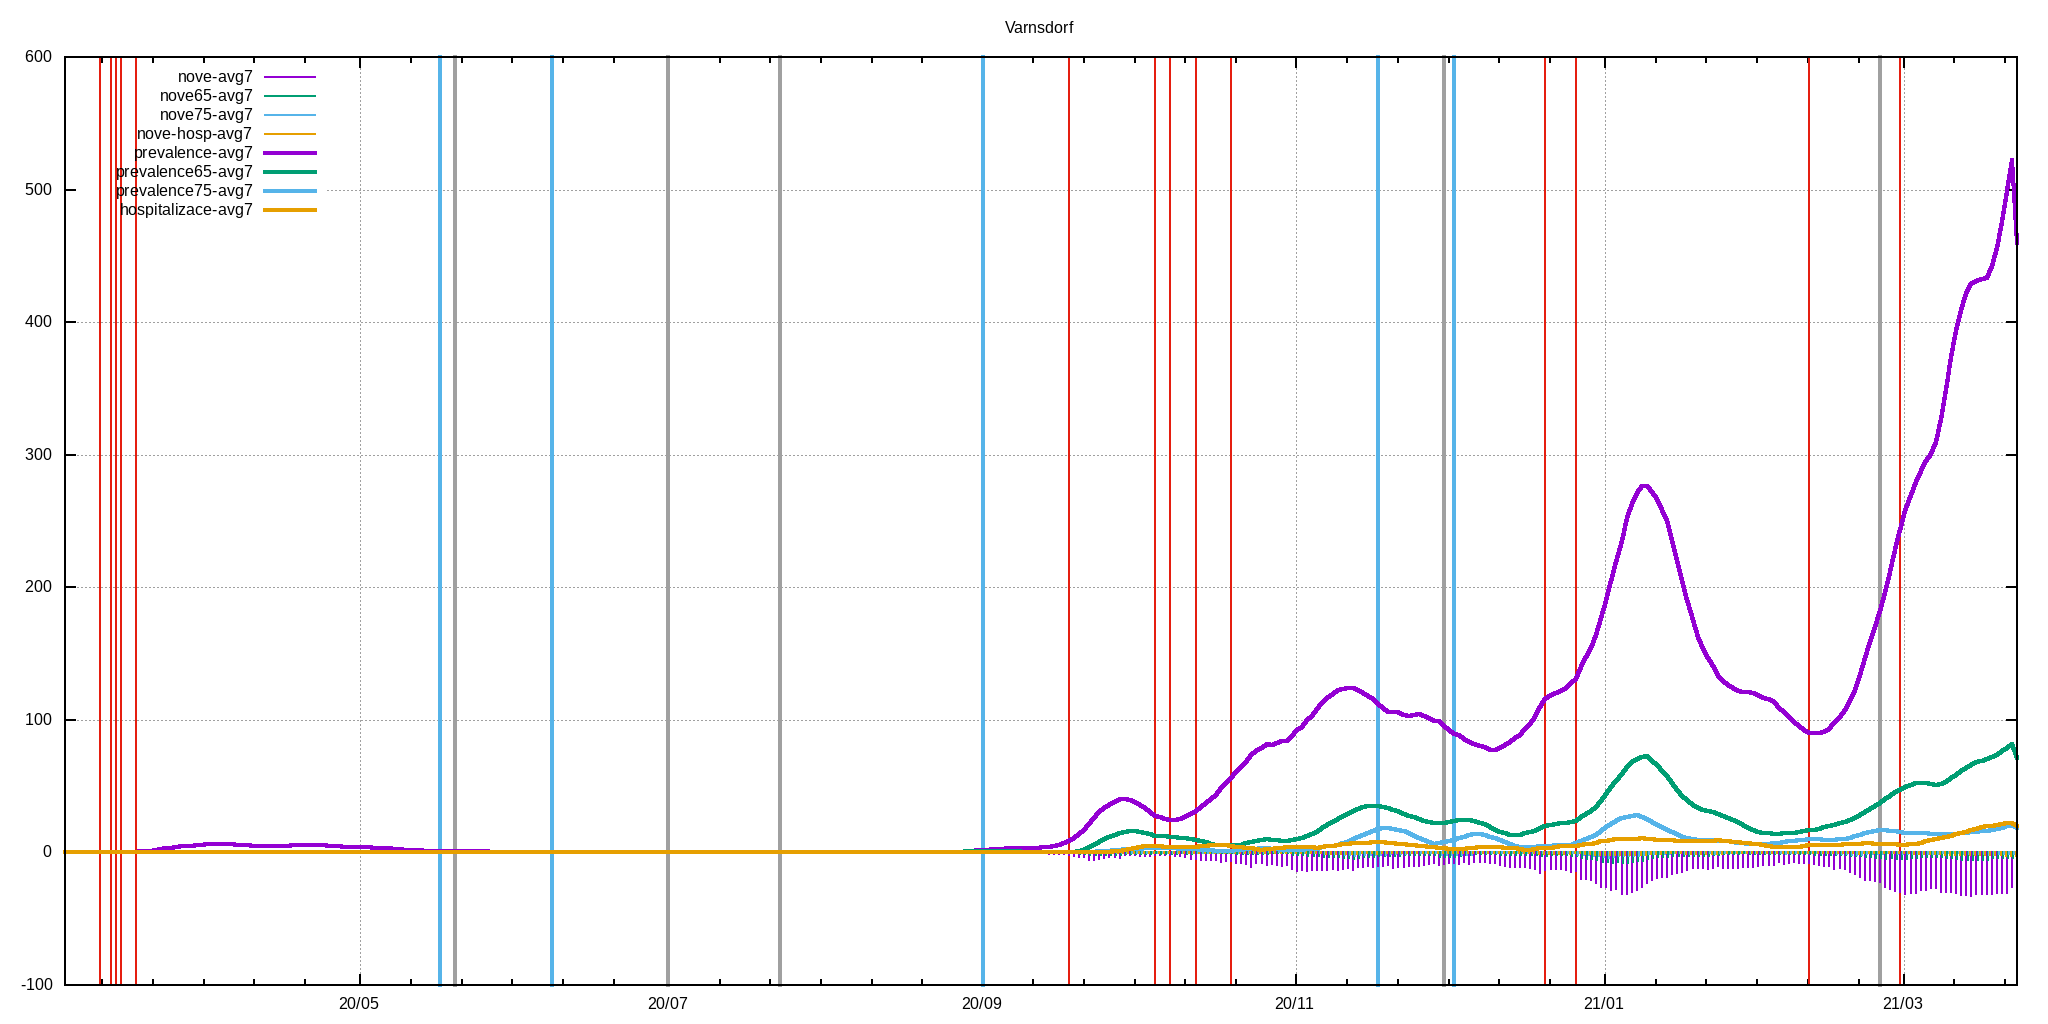 Varnsdorf
600
500
400
300
200
100
0
-100
nove-avg7
nove65-avg7
nove75-avg7
nove-hosp-avg7
prevalence-avg7
prevalence65-avg7
prevalence75-avg7
hospitalizace-avg7
20/05 20/07 20/09 20/11 21/01 21/03